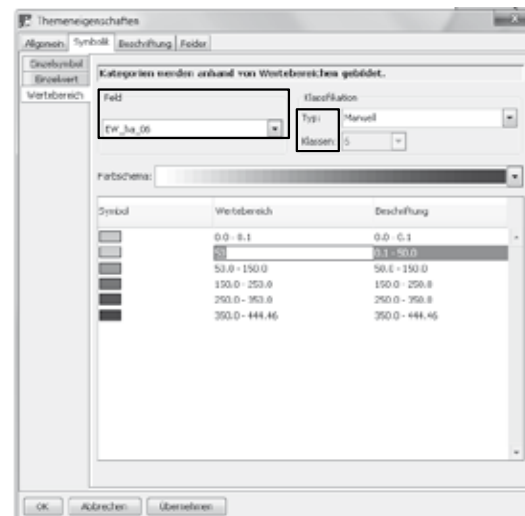 Themeneigenschaften
Allgemein Symbolik Beschriftung Felder
Einzelsymbol
Einzelwert
Wertebereich
Kategorien werden anhand von Wertebereichen gebildet.
Feld
EW_ha_06
Klassifikation
Typ: Manuell
Klassen: 5
Farbschema:
Symbol Wertebereich Beschriftung
0.0 - 0.1 0.0 - 0.1
50 0.1 - 50.0
50.0 - 150.0 50.0 - 150.0
150.0 - 250.0 150.0 - 250.0
250.0 - 350.0 250.0 - 350.0
350.0 - 444.46 350.0 - 444.46
OK Abbrechen Übernehmen